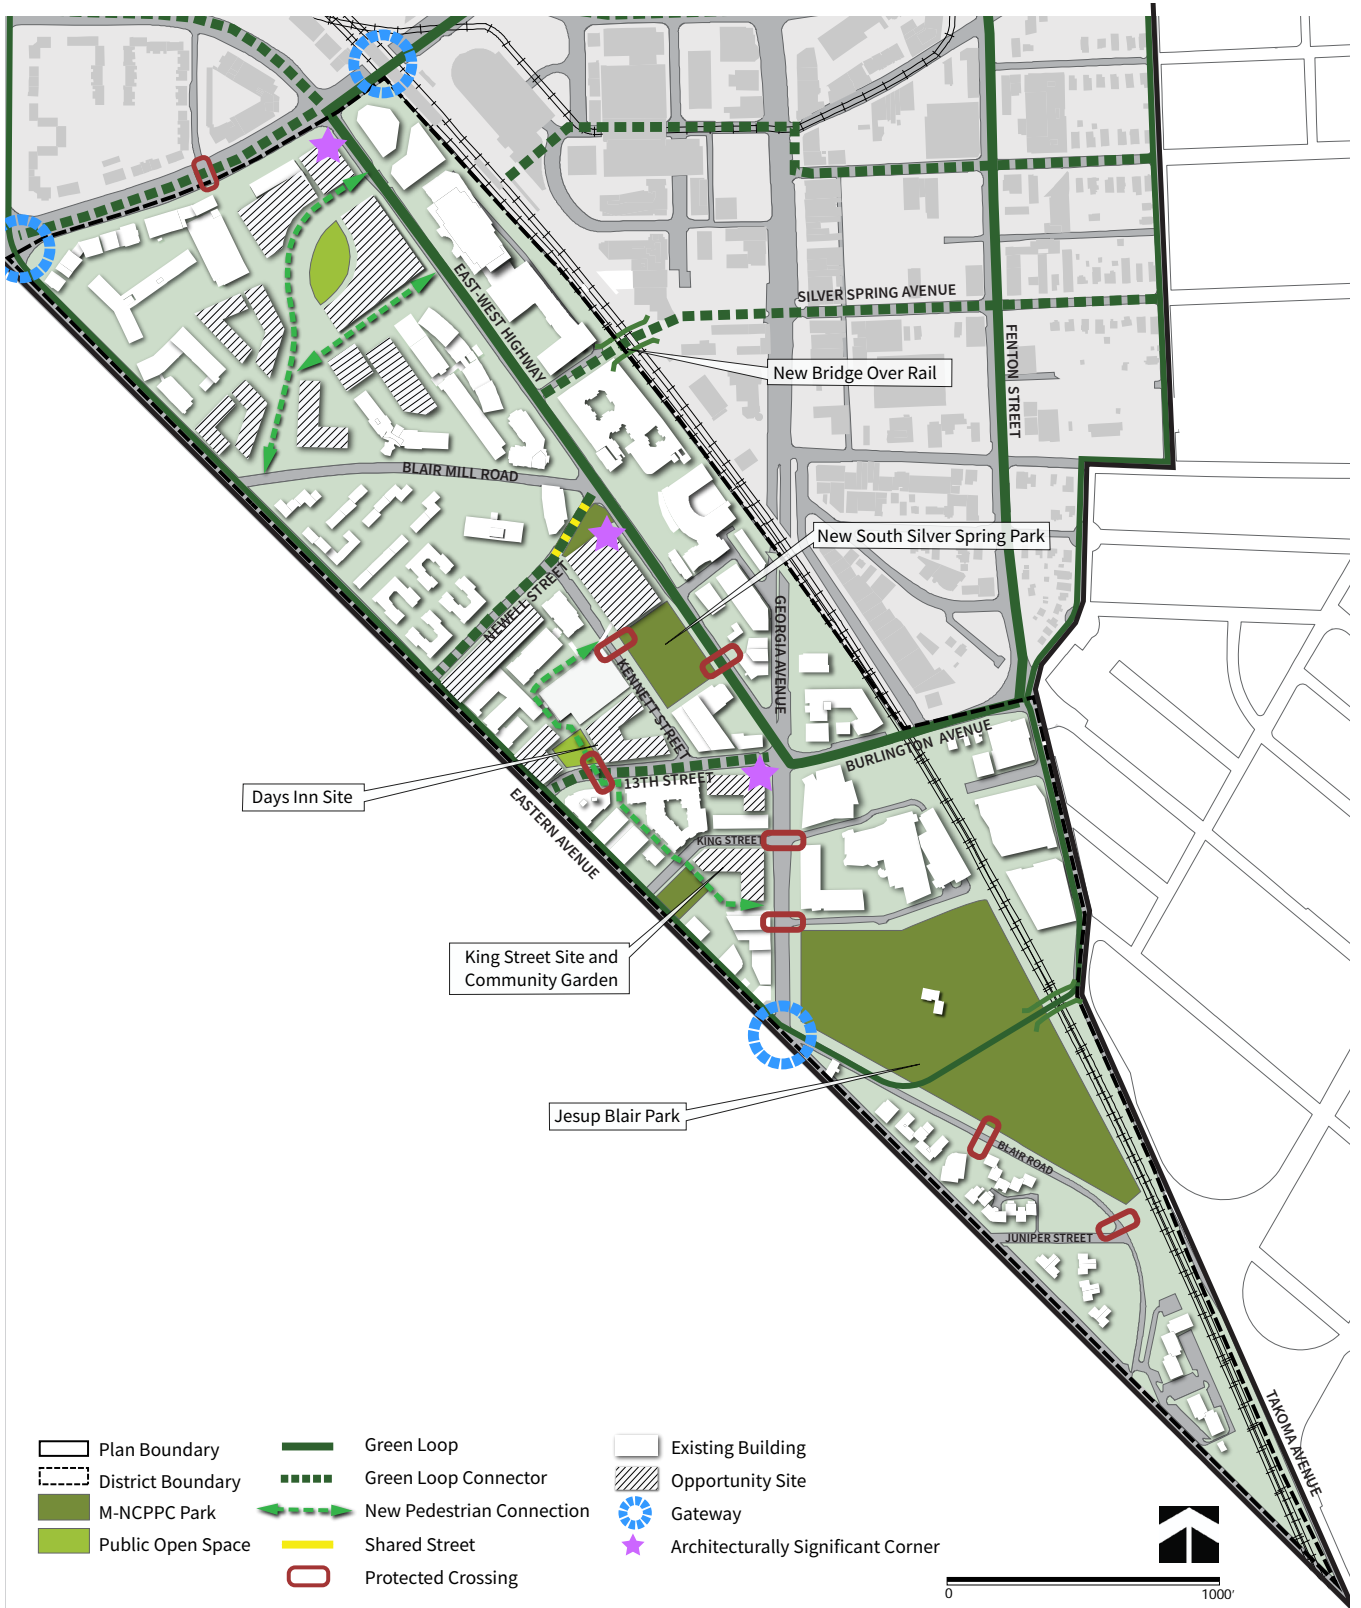 EAST-WEST HIGHWAY
SILVER SPRING AVENUE
FENTON STREET
New Bridge Over Rail
BLAIR MILL ROAD
New South Silver Spring Park
NEWELL STREET
GEORGIA AVENUE
KENNETT STREET
BURLINGTON AVENUE
Days Inn Site
13TH STREET
EASTERN AVENUE
KING STREET
King Street Site and
Community Garden
Jesup Blair Park
BLAIR ROAD
JUNIPER STREET
TAKOMA AVENUE
Plan Boundary
District Boundary
M-NCPPC Park
Public Open Space
Green Loop
Green Loop Connector
New Pedestrian Connection
Shared Street
Protected Crossing
Existing Building
Opportunity Site
Gateway
Architecturally Significant Corner
0
1000'